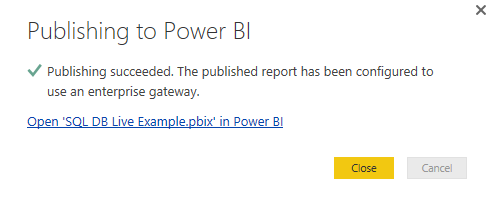 Publishing to Power BI
Publishing succeeded. The published report has been configured to
use an enterprise gateway.
Open 'SQL DB Live Example.pbix' in Power BI
Close
Cancel